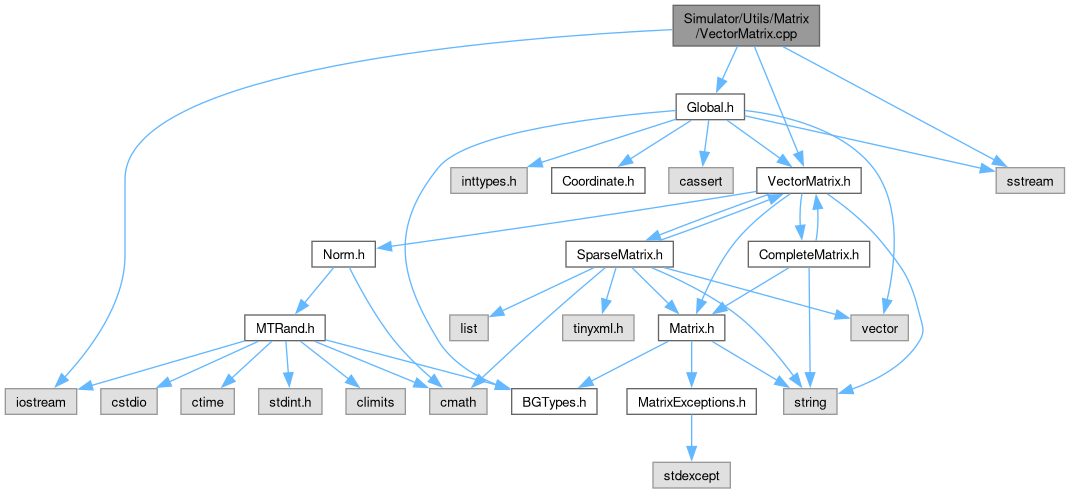 Simulator/Utils/Matrix
/VectorMatrix.cpp
Global.h
inttypes.h
Coordinate.h
cassert
VectorMatrix.h
sstream
Norm.h
SparseMatrix.h
CompleteMatrix.h
MTRand.h
list
tinyxml.h
Matrix.h
vector
iostream
cstdio
ctime
stdint.h
climits
cmath
BGTypes.h
MatrixExceptions.h
string
stdexcept